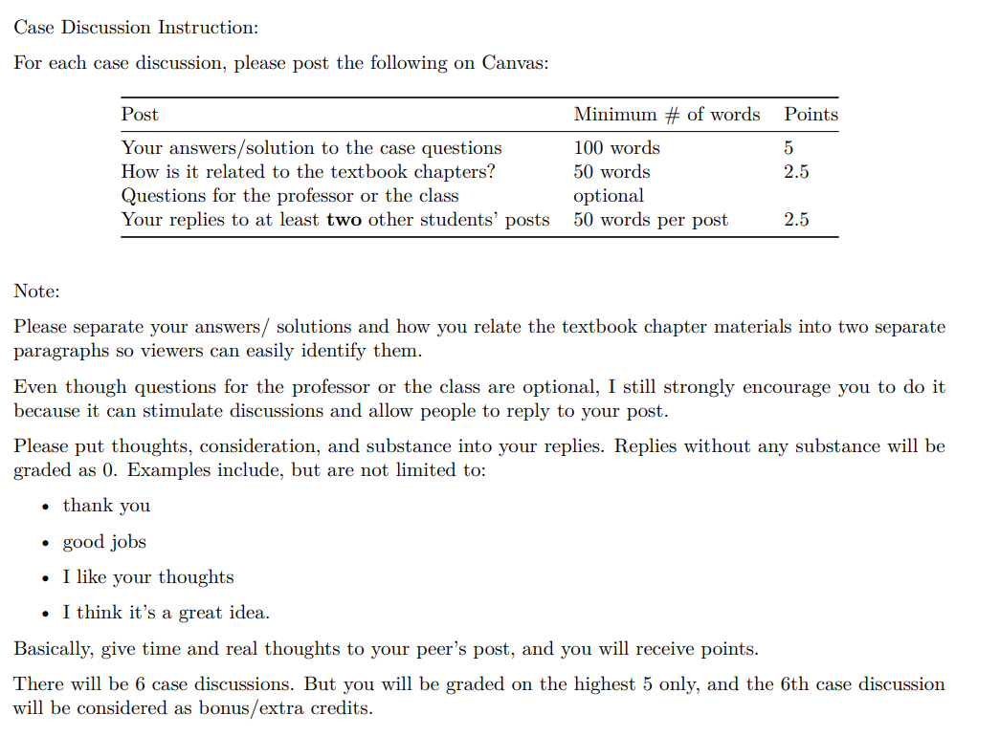 Case Discussion Instruction:
For each case discussion, please post the following on Canvas:
Post Minimum # of words Points
Your answers/solution to the case questions 100 words 5
How is it related to the textbook chapters? 50 words 2.5
Questions for the professor or the class optional
Your replies to at least two other students' posts 50 words per post 2.5
Note:
Please separate your answers/ solutions and how you relate the textbook chapter materials into two separate
paragraphs so viewers can easily identify them.
Even though questions for the professor or the class are optional, I still strongly encourage you to do it
because it can stimulate discussions and allow people to reply to your post.
Please put thoughts, consideration, and substance into your replies. Replies without any substance will be
graded as 0. Examples include, but are not limited to:
• thank you
• good jobs
• I like your thoughts
• I think it's a great idea.
Basically, give time and real thoughts to your peer's post, and you will receive points.
There will be 6 case discussions. But you will be graded on the highest 5 only, and the 6th case discussion
will be considered as bonus/extra credits.